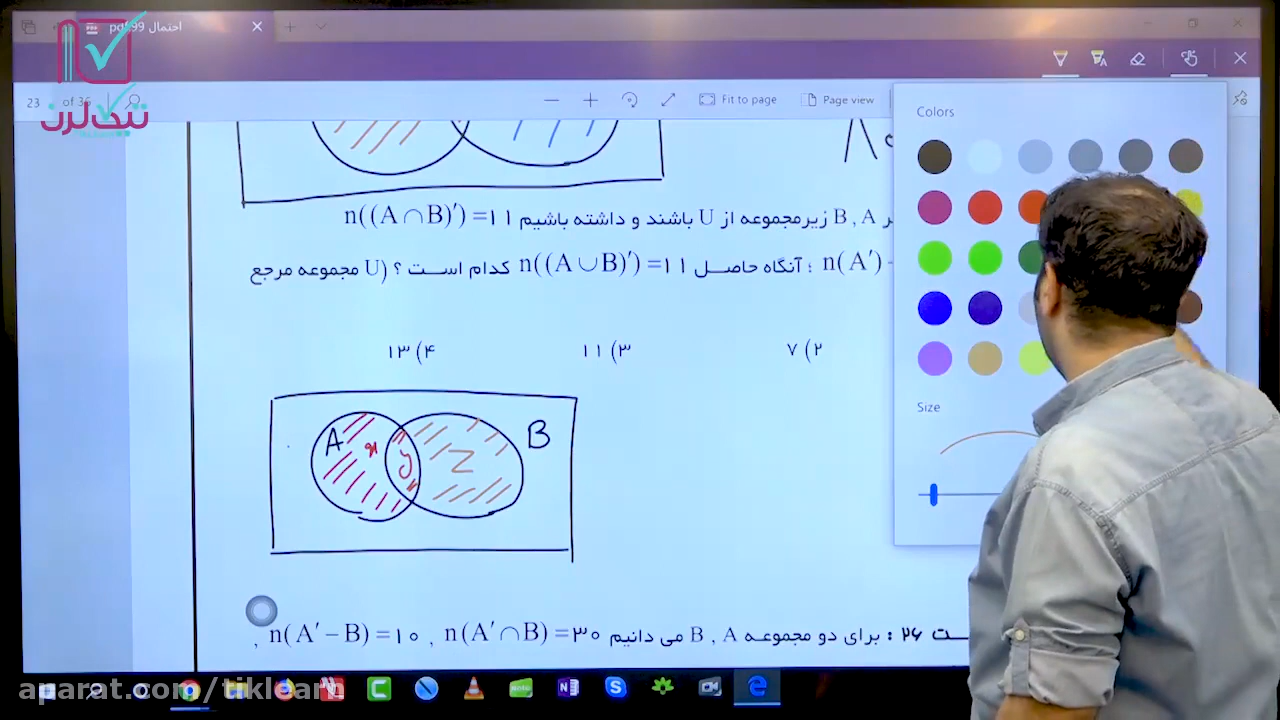 احتمال 99.pdf
23 of 36
Fit to page
Page view
تیک‌لرن
Colors
ر A , B زیرمجموعه از U باشند و داشته باشیم n((A∩B)′)=۱۱
n(A′)- ؛ آنگاه حاصل n((A∪B)′)=۱۱ کدام است ؟ (U مجموعه مرجع
۲) ۷
۳) ۱۱
۴) ۱۳
Size
A x y z B
ست ۲۶ : برای دو مجموعه A , B می دانیم n(A′∩B)=۳۰ , n(A′−B)=۱۰ ,
aparat.com/tiklearn